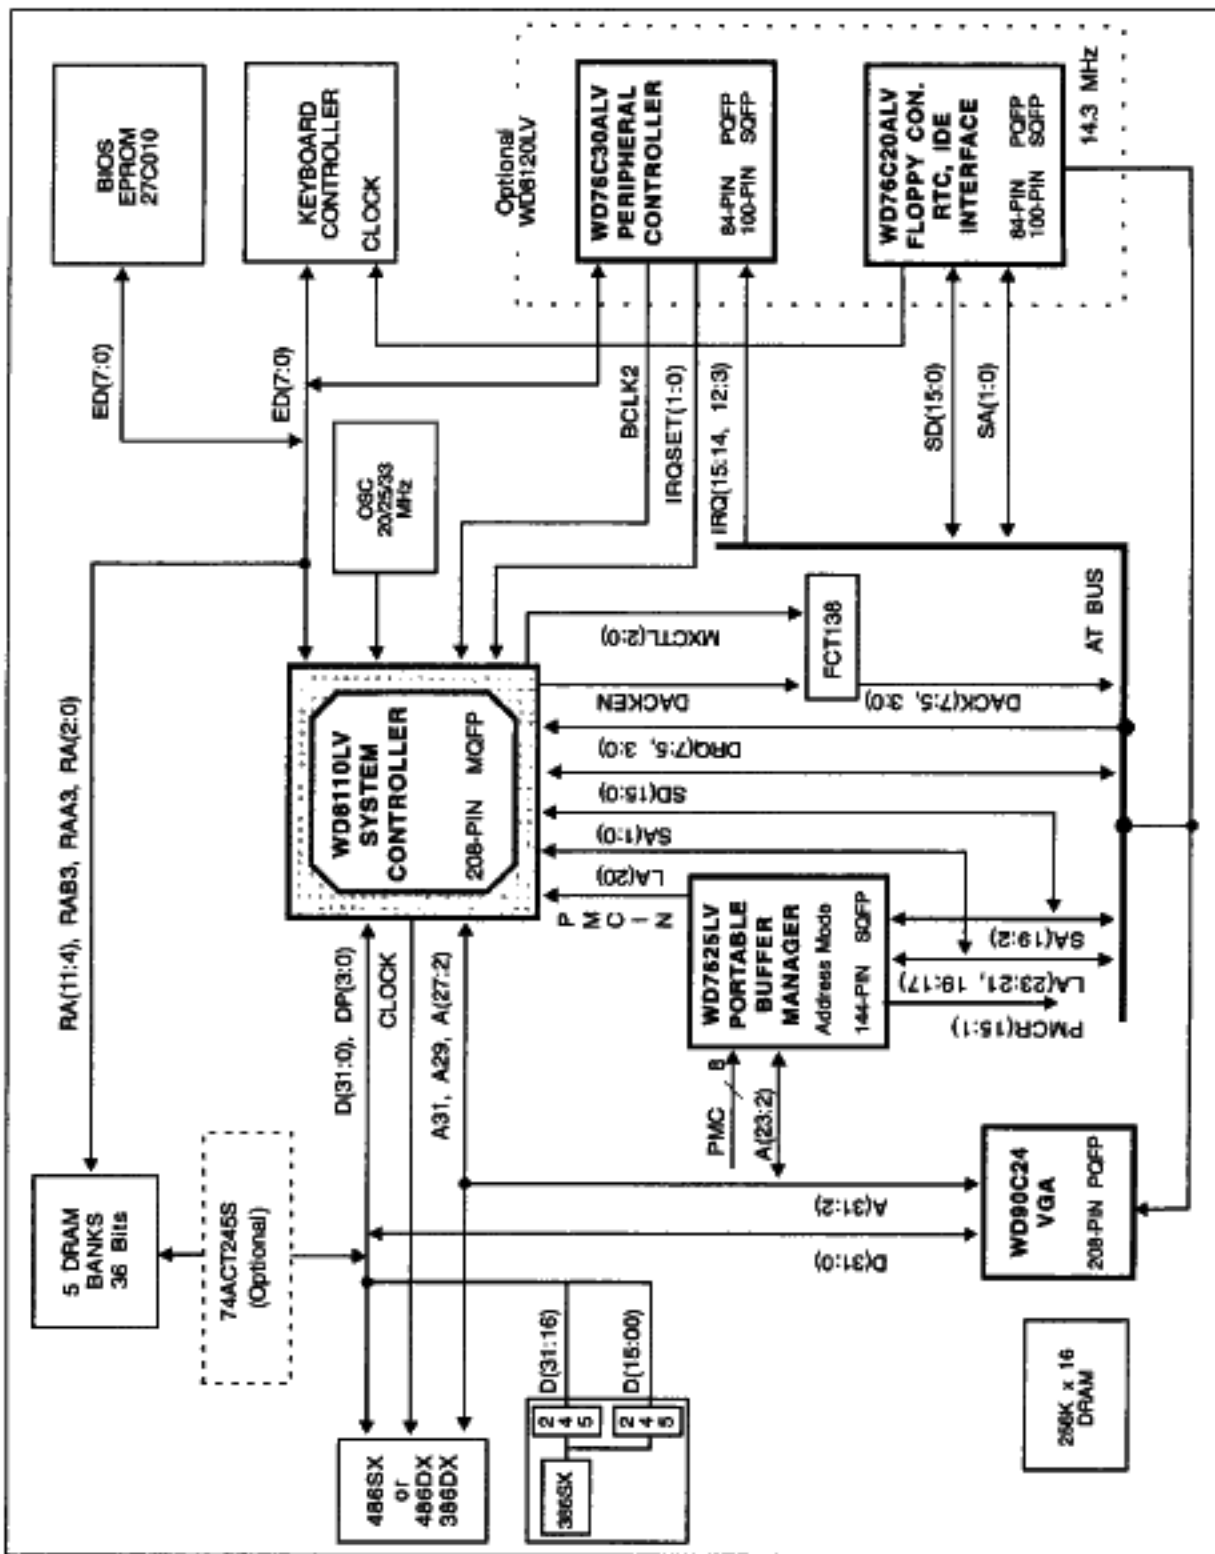 BIOS
EPROM
27C010
KEYBOARD
CONTROLLER
CLOCK
Optional
WD8120LV
WD76C30ALV
PERIPHERAL
CONTROLLER
84-PIN PQFP
100-PIN SQFP
WD76C20ALV
FLOPPY CON.
RTC, IDE
INTERFACE
84-PIN PQFP
100-PIN SQFP
14.3 MHz
ED(7:0)
ED(7:0)
BCLK2
IRQSET(1:0)
IRQ(15:14, 12:3)
SD(15:0)
SA(1:0)
OSC
20/25/33
MHz
RA(11:4), RAB3, RAA3, RA(2:0)
WD8110LV
SYSTEM
CONTROLLER
208-PIN MQFP
MXCTL(2:0)
DACKEN
FCT138
DACK(7:5, 3:0)
DRQ(7:5, 3:0)
SD(15:0)
SA(1:0)
LA(20)
AT BUS
PMCIN
D(31:0), DP(3:0)
CLOCK
A31, A29, A(27:2)
WD7625LV
PORTABLE
BUFFER
MANAGER
Address Mode
144-PIN SQFP
SA(19:2)
LA(23:21, 19:17)
PMCR(15:1)
PMC 8
A(23:2)
5 DRAM
BANKS
36 Bits
74ACT245S
(Optional)
A(31:2)
D(31:0)
WD90C24
VGA
208-PIN PQFP
486SX
or
486DX
386DX
D(31:16)
D(15:00)
245
245
386SX
256K x 16
DRAM